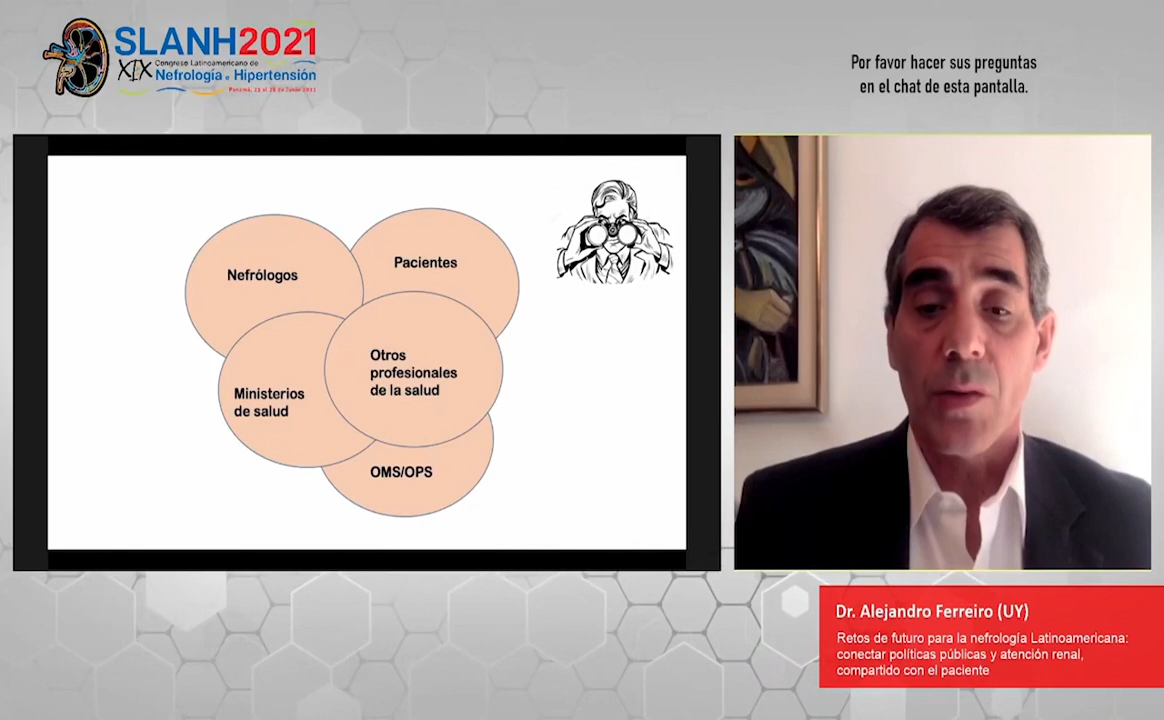 SLANH2021
XIX Congreso Latinoamericano de
Nefrología e Hipertensión
Por favor hacer sus preguntas
en el chat de esta pantalla.
Nefrólogos
Pacientes
Otros
profesionales
de la salud
Ministerios
de salud
OMS/OPS
Dr. Alejandro Ferreiro (UY)
Retos de futuro para la nefrología Latinoamericana:
conectar políticas públicas y atención renal,
compartido con el paciente